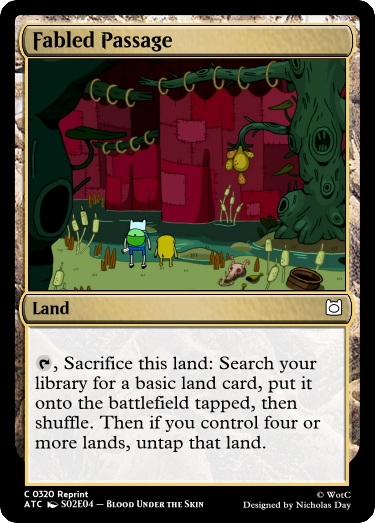 Fabled Passage
Land
, Sacrifice this land: Search your
library for a basic land card, put it
onto the battlefield tapped, then
shuffle. Then if you control four or
more lands, untap that land.
C 0320 Reprint
© WotC
ATC S02E04 – Blood Under the Skin
Designed by Nicholas Day